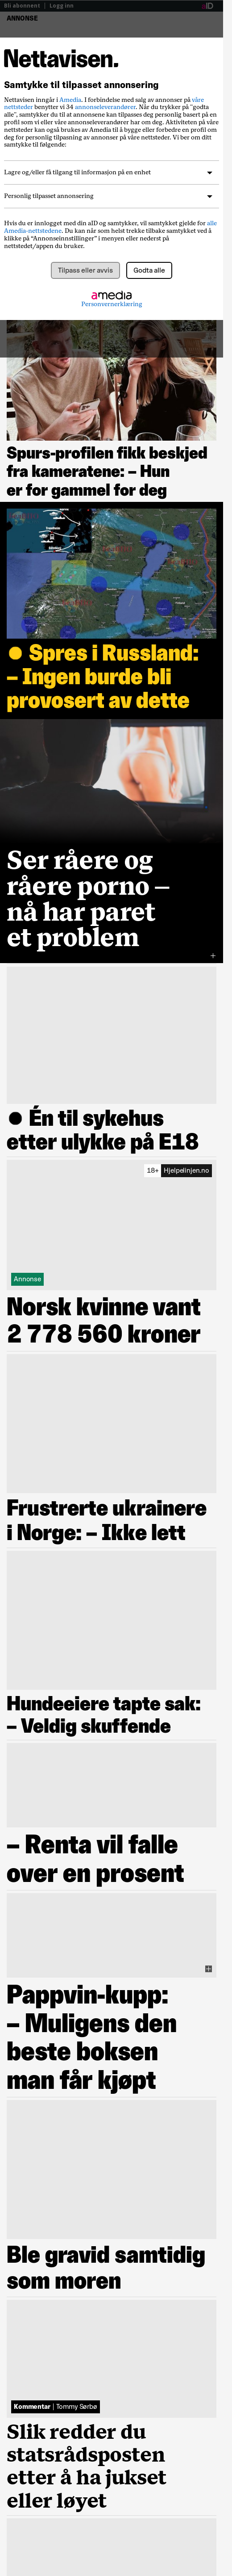 Bli abonnent | Logg inn
aiD
ANNONSE
Nettavisen.
Samtykke til tilpasset annonsering
Nettavisen inngår i Amedia. I forbindelse med salg av annonser på våre
nettsteder benytter vi 34 annonseleverandører. Når du trykker på "godta
alle", samtykker du til at annonsene kan tilpasses deg personlig basert på en
profil som vi eller våre annonseleverandører har om deg. Aktiviteten på våre
nettsteder kan også brukes av Amedia til å bygge eller forbedre en profil om
deg for personlig tilpasning av annonser på våre nettsteder. Vi ber om ditt
samtykke til følgende:
Lagre og/eller få tilgang til informasjon på en enhet
Personlig tilpasset annonsering
Hvis du er innlogget med din aID og samtykker, vil samtykket gjelde for alle
Amedia-nettstedene. Du kan når som helst trekke tilbake samtykket ved å
klikke på “Annonseinnstillinger” i menyen eller nederst på
nettstedet/appen du bruker.
Tilpass eller avvis
Godta alle
amedia
Personvernerklæring
Spurs-profilen fikk beskjed
fra kameratene: – Hun
er for gammel for deg
Spres i Russland:
– Ingen burde bli
provosert av dette
Ser råere og
råere porno –
nå har paret
et problem
Én til sykehus
etter ulykke på E18
18+ Hjelpelinjen.no
Annonse
Norsk kvinne vant
2 778 560 kroner
Frustrerte ukrainere
i Norge: – Ikke lett
Hundeeiere tapte sak:
– Veldig skuffende
– Renta vil falle
over en prosent
Pappvin-kupp:
– Muligens den
beste boksen
man får kjøpt
Ble gravid samtidig
som moren
Kommentar | Tommy Sørbø
Slik redder du
statsrådsposten
etter å ha jukset
eller løyet